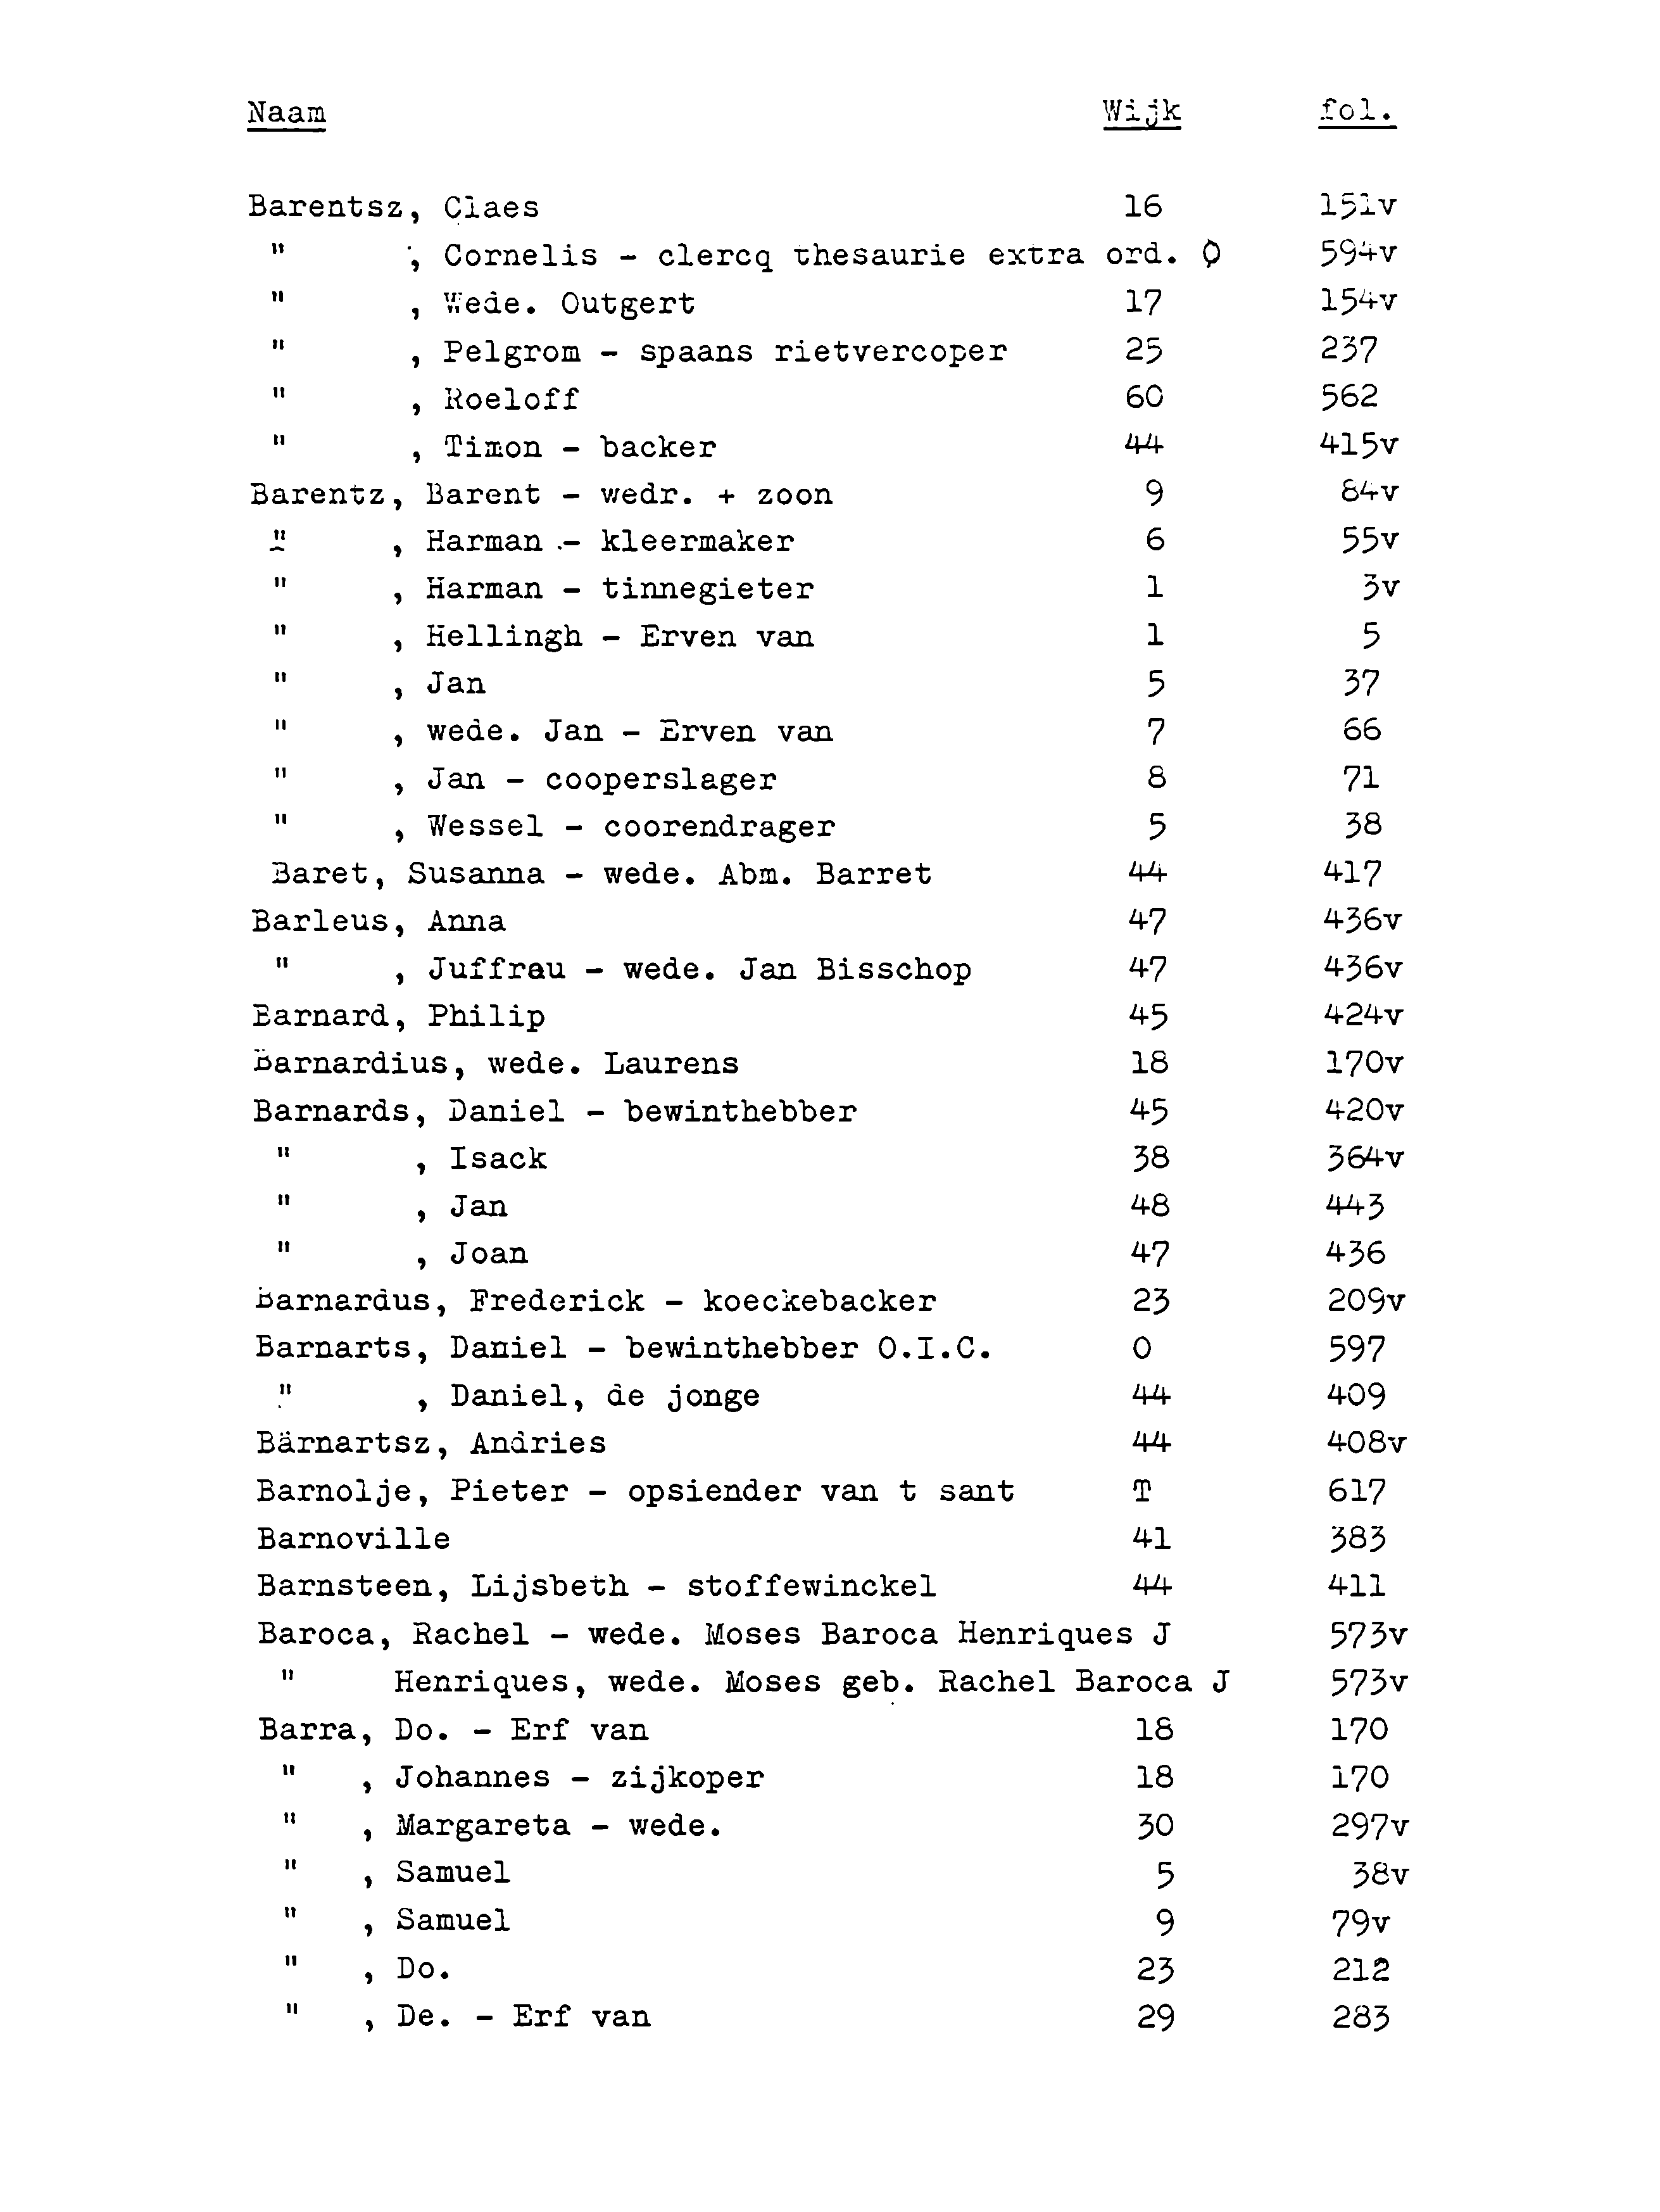 Naam Wijk fol.
Barentsz, Claes 16 151v
" , Cornelis - clercq thesaurie extra ord. O 594v
" , Wede. Outgert 17 154v
" , Pelgrom - spaans rietvercoper 25 237
" , Roeloff 60 562
" , Timon - backer 44 415v
Barentz, Barent - wedr. + zoon 9 84v
" , Harman - kleermaker 6 55v
" , Harman - tinnegieter 1 3v
" , Hellingh - Erven van 1 5
" , Jan 5 37
" , wede. Jan - Erven van 7 66
" , Jan - cooperslager 8 71
" , Wessel - coorendrager 5 38
Baret, Susanna - wede. Abm. Barret 44 417
Barleus, Anna 47 436v
" , Juffrau - wede. Jan Bisschop 47 436v
Barnard, Philip 45 424v
Barnardius, wede. Laurens 18 170v
Barnards, Daniel - bewinthebber 45 420v
" , Isack 38 364v
" , Jan 48 443
" , Joan 47 436
Barnardus, Frederick - koeckebacker 23 209v
Barnarts, Daniel - bewinthebber O.I.C. O 597
" , Daniel, de jonge 44 409
Barnartsz, Andries 44 408v
Barnolje, Pieter - opsiender van t sant T 617
Barnoville 41 383
Barnsteen, Lijsbeth - stoffewinckel 44 411
Baroca, Rachel - wede. Moses Baroca Henriques J 573v
" Henriques, wede. Moses geb. Rachel Baroca J 573v
Barra, Do. - Erf van 18 170
" , Johannes - zijkoper 18 170
" , Margareta - wede. 30 297v
" , Samuel 5 38v
" , Samuel 9 79v
" , Do. 23 212
" , De. - Erf van 29 283